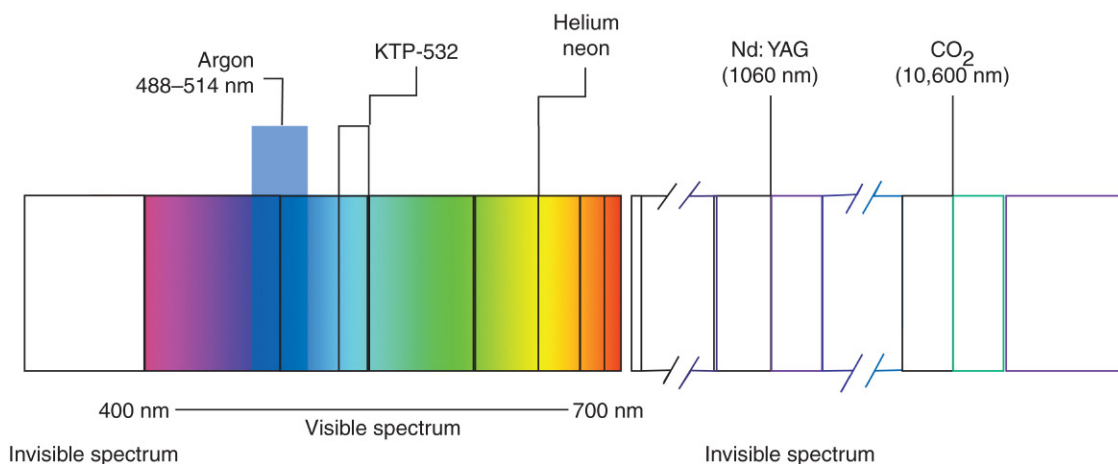 Argon
488–514 nm
KTP-532
Helium
neon
Nd: YAG
(1060 nm)
CO2
(10,600 nm)
400 nm
700 nm
Visible spectrum
Invisible spectrum
Invisible spectrum